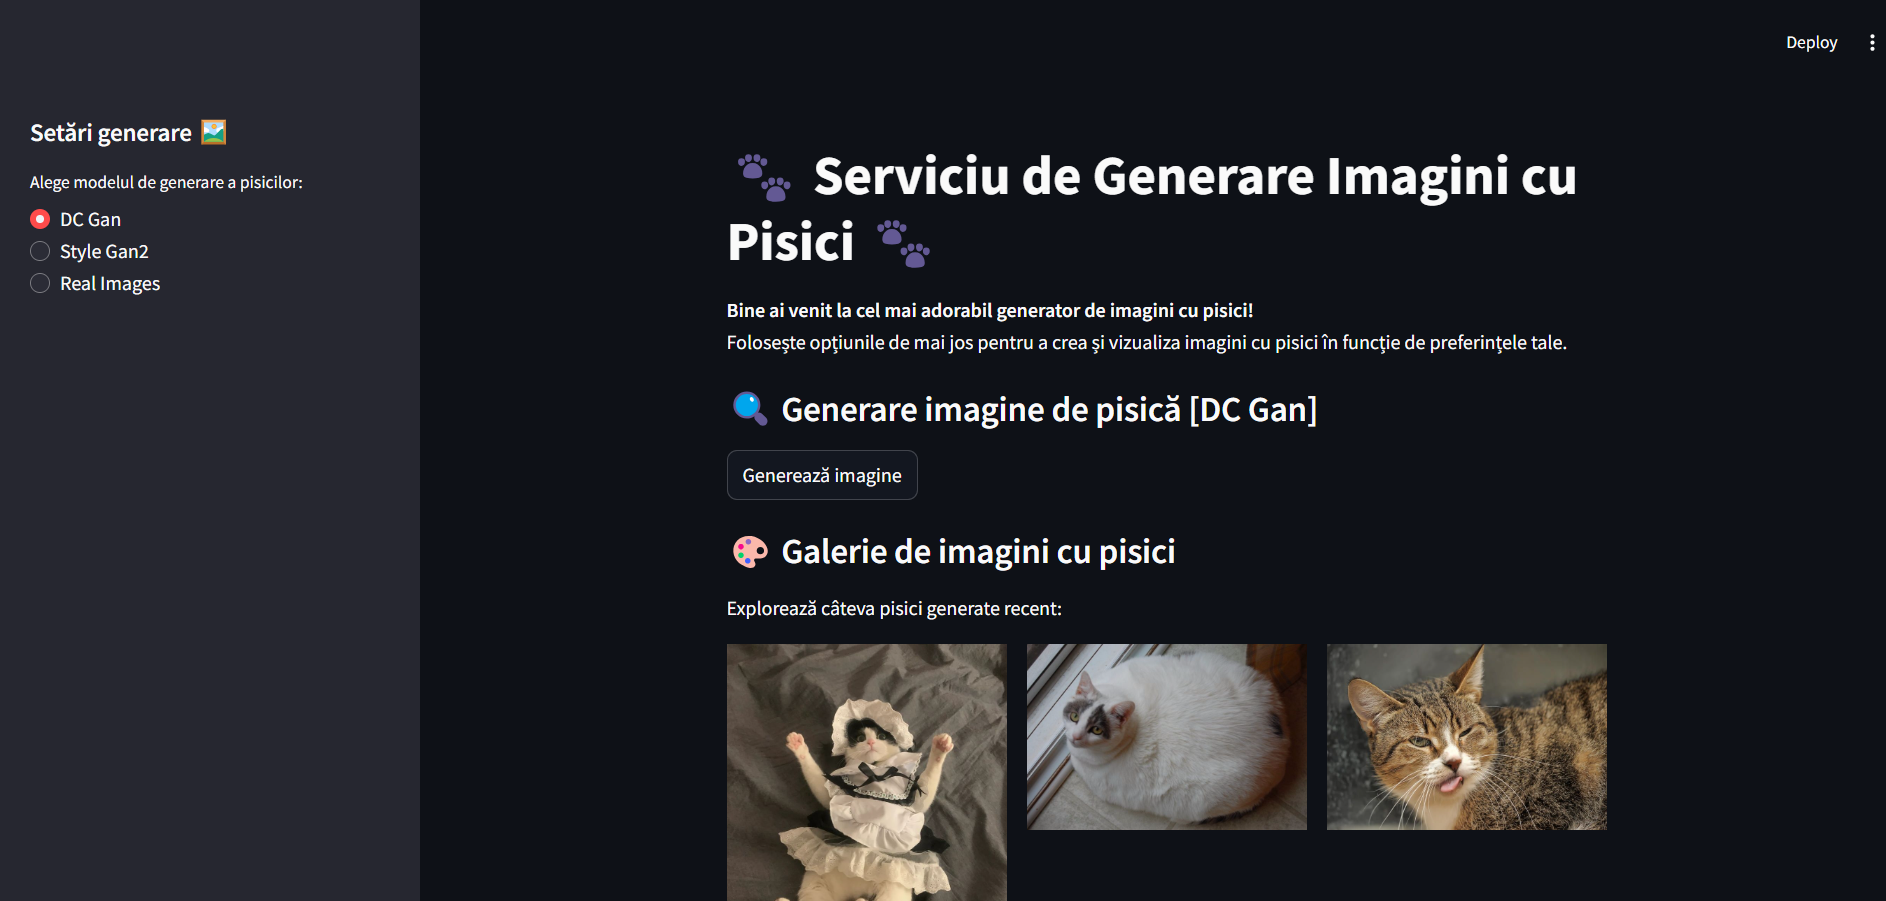 Deploy
Setări generare
Alege modelul de generare a pisicilor:
DC Gan
Style Gan2
Real Images
Serviciu de Generare Imagini cu
Pisici
Bine ai venit la cel mai adorabil generator de imagini cu pisici!
Folosește opțiunile de mai jos pentru a crea și vizualiza imagini cu pisici în funcție de preferințele tale.
Generare imagine de pisică [DC Gan]
Generează imagine
Galerie de imagini cu pisici
Explorează câteva pisici generate recent: